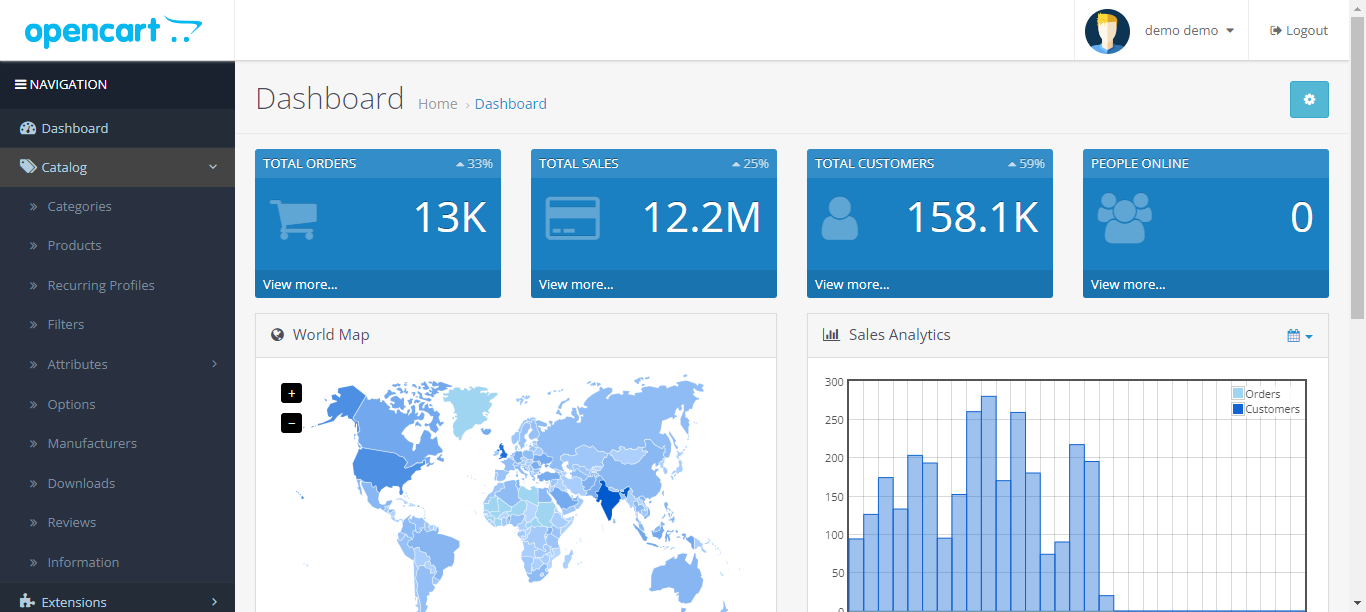 opencart
demo demo
Logout
NAVIGATION
Dashboard
Catalog
Categories
Products
Recurring Profiles
Filters
Attributes
Options
Manufacturers
Downloads
Reviews
Information
Extensions
Dashboard
Home › Dashboard
TOTAL ORDERS 33%
13K
View more...
TOTAL SALES 25%
12.2M
View more...
TOTAL CUSTOMERS 59%
158.1K
View more...
PEOPLE ONLINE
0
View more...
World Map
+
−
Sales Analytics
300
250
200
150
100
50
0
Orders
Customers